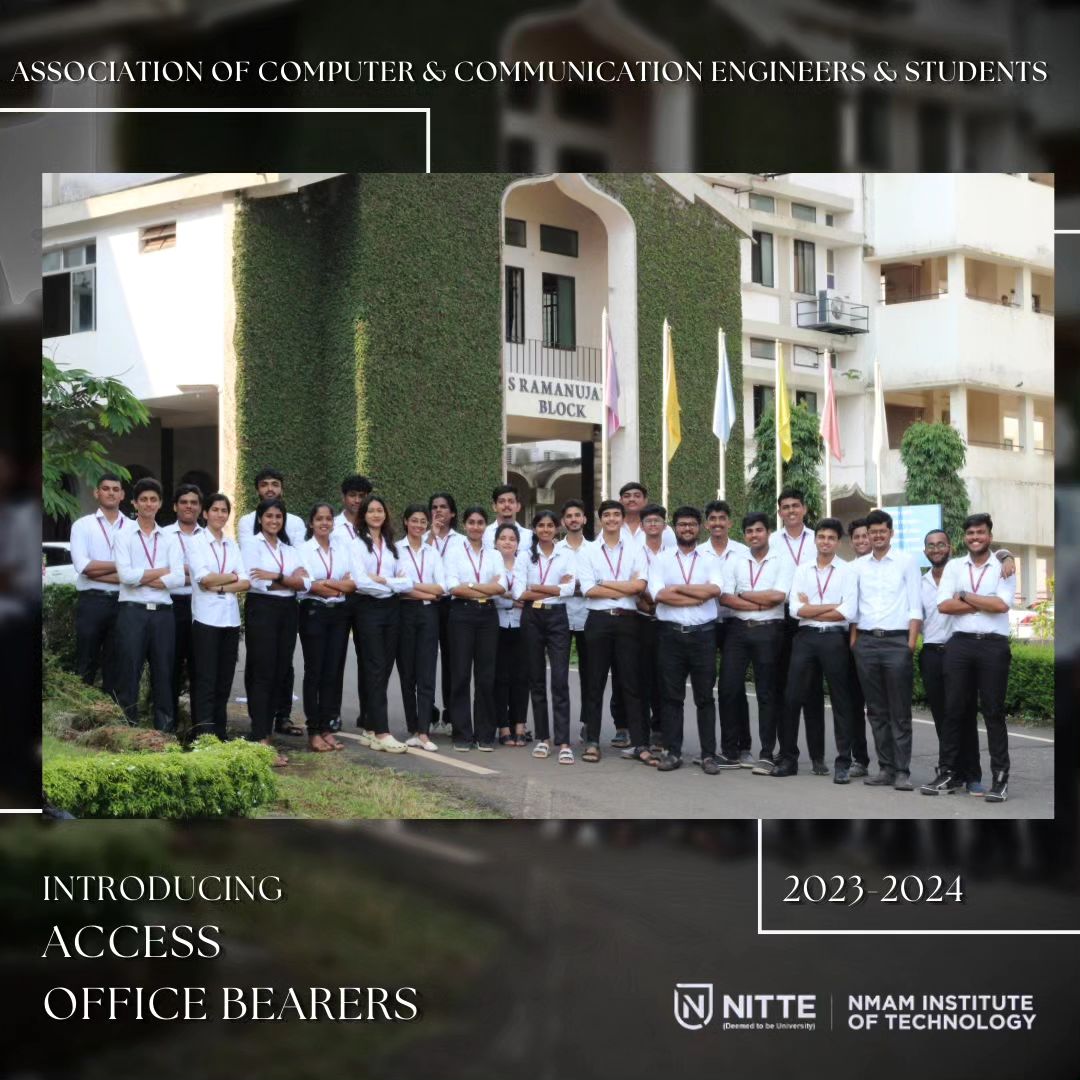 ASSOCIATION OF COMPUTER & COMMUNICATION ENGINEERS & STUDENTS
S RAMANUJA
BLOCK
INTRODUCING
ACCESS
OFFICE BEARERS
2023-2024
NITTE
(Deemed to be University)
NMAM INSTITUTE
OF TECHNOLOGY